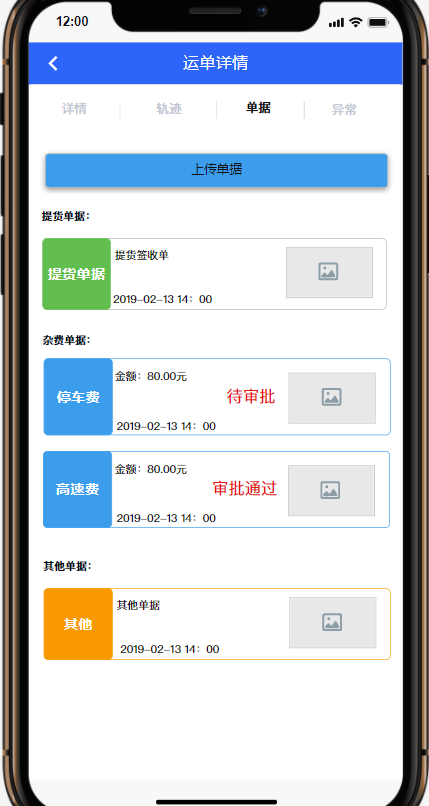 12:00
运单详情
详情 轨迹 单据 异常
上传单据
提货单据：
提货单据
提货签收单
2019-02-13 14：00
杂费单据：
停车费
金额：80.00元
待审批
2019-02-13 14：00
高速费
金额：80.00元
审批通过
2019-02-13 14：00
其他单据：
其他
其他单据
2019-02-13 14：00